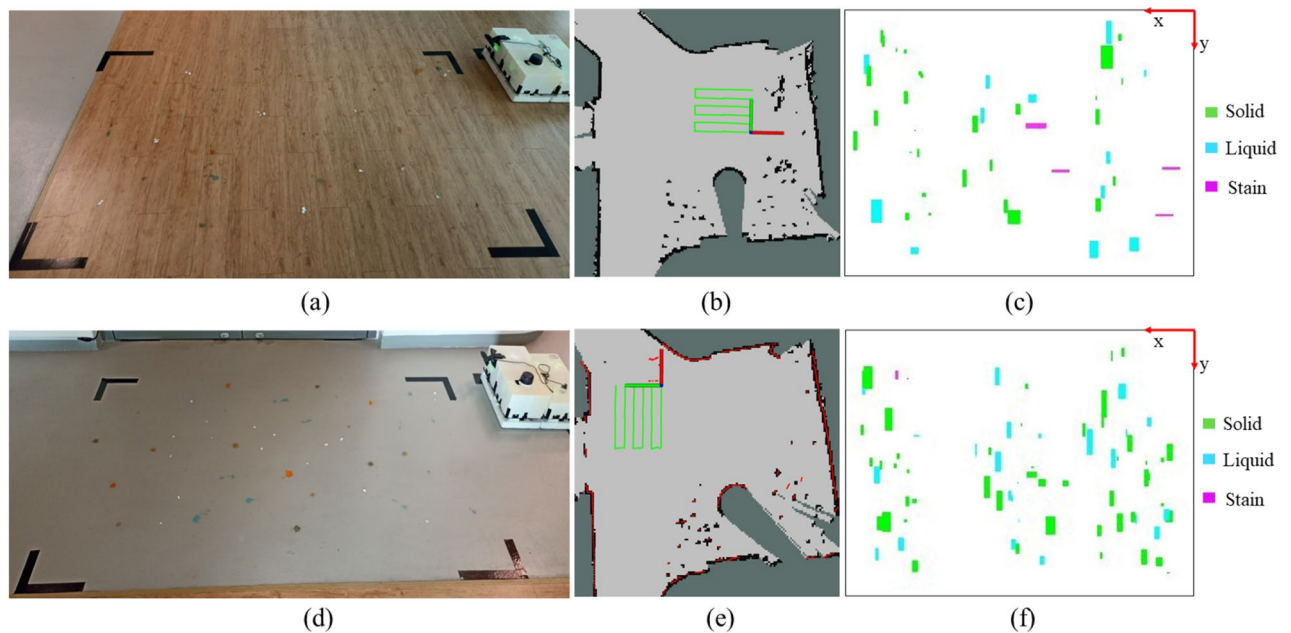 x
y
Solid
Liquid
Stain
(a)
(b)
(c)
x
y
Solid
Liquid
Stain
(d)
(e)
(f)